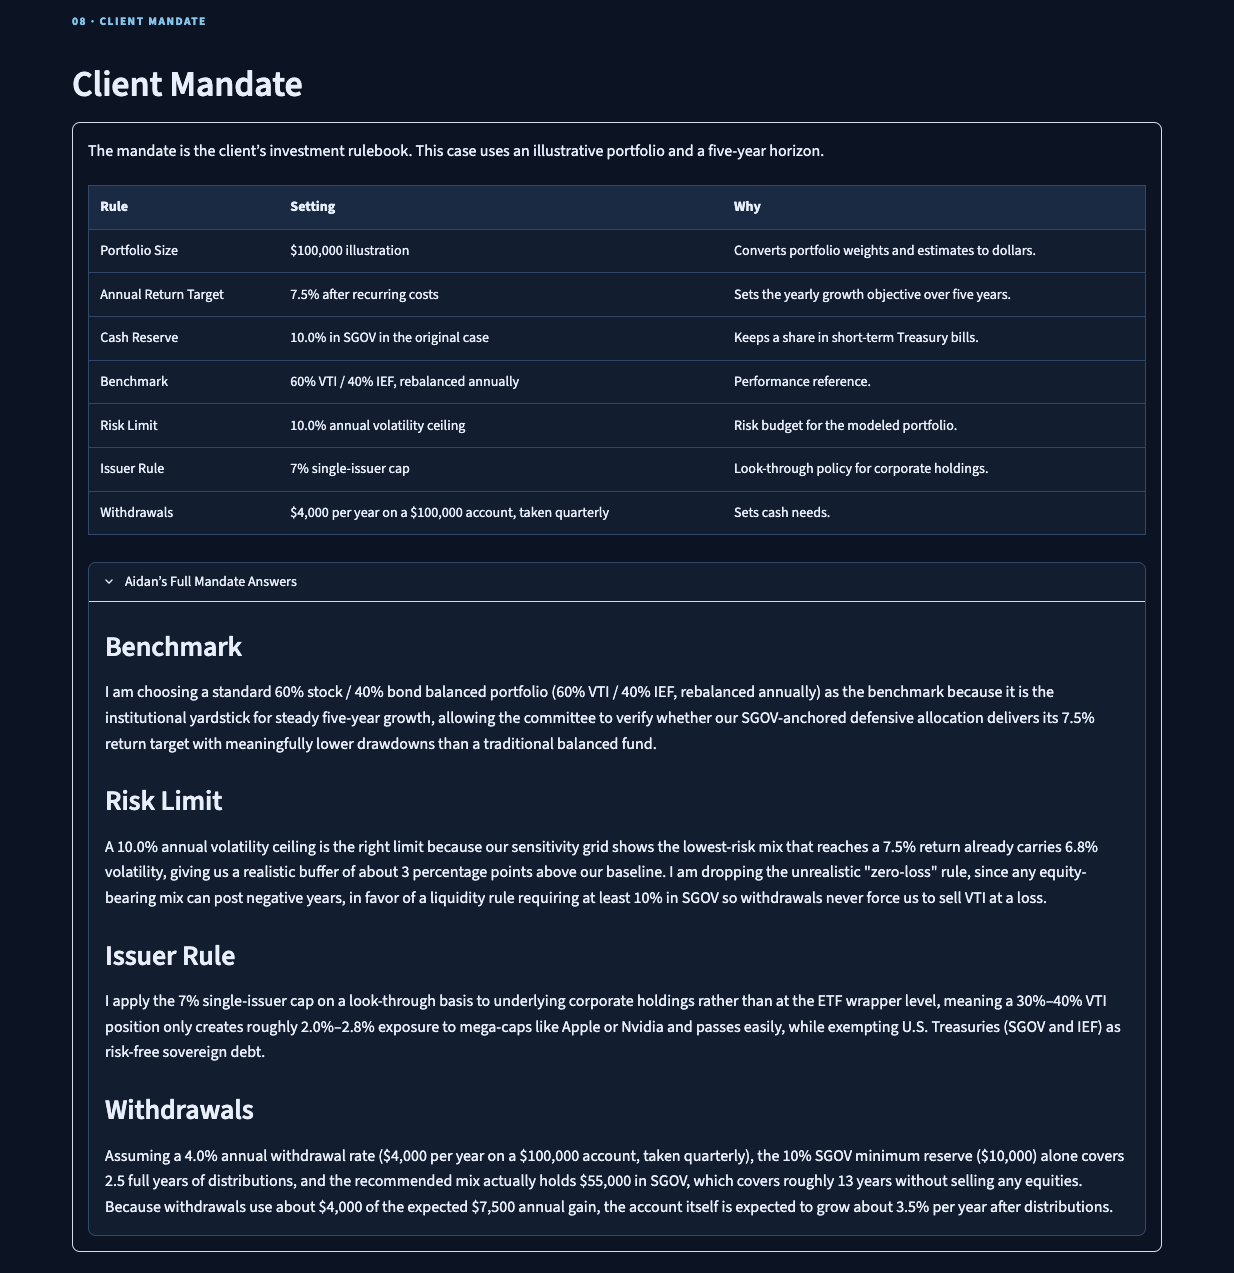 08 · CLIENT MANDATE
Client Mandate
The mandate is the client’s investment rulebook. This case uses an illustrative portfolio and a five-year horizon.
Rule Setting Why
Portfolio Size $100,000 illustration Converts portfolio weights and estimates to dollars.
Annual Return Target 7.5% after recurring costs Sets the yearly growth objective over five years.
Cash Reserve 10.0% in SGOV in the original case Keeps a share in short-term Treasury bills.
Benchmark 60% VTI / 40% IEF, rebalanced annually Performance reference.
Risk Limit 10.0% annual volatility ceiling Risk budget for the modeled portfolio.
Issuer Rule 7% single-issuer cap Look-through policy for corporate holdings.
Withdrawals $4,000 per year on a $100,000 account, taken quarterly Sets cash needs.
Aidan’s Full Mandate Answers
Benchmark
I am choosing a standard 60% stock / 40% bond balanced portfolio (60% VTI / 40% IEF, rebalanced annually) as the benchmark because it is the
institutional yardstick for steady five-year growth, allowing the committee to verify whether our SGOV-anchored defensive allocation delivers its 7.5%
return target with meaningfully lower drawdowns than a traditional balanced fund.
Risk Limit
A 10.0% annual volatility ceiling is the right limit because our sensitivity grid shows the lowest-risk mix that reaches a 7.5% return already carries 6.8%
volatility, giving us a realistic buffer of about 3 percentage points above our baseline. I am dropping the unrealistic "zero-loss" rule, since any equity-
bearing mix can post negative years, in favor of a liquidity rule requiring at least 10% in SGOV so withdrawals never force us to sell VTI at a loss.
Issuer Rule
I apply the 7% single-issuer cap on a look-through basis to underlying corporate holdings rather than at the ETF wrapper level, meaning a 30%–40% VTI
position only creates roughly 2.0%–2.8% exposure to mega-caps like Apple or Nvidia and passes easily, while exempting U.S. Treasuries (SGOV and IEF) as
risk-free sovereign debt.
Withdrawals
Assuming a 4.0% annual withdrawal rate ($4,000 per year on a $100,000 account, taken quarterly), the 10% SGOV minimum reserve ($10,000) alone covers
2.5 full years of distributions, and the recommended mix actually holds $55,000 in SGOV, which covers roughly 13 years without selling any equities.
Because withdrawals use about $4,000 of the expected $7,500 annual gain, the account itself is expected to grow about 3.5% per year after distributions.